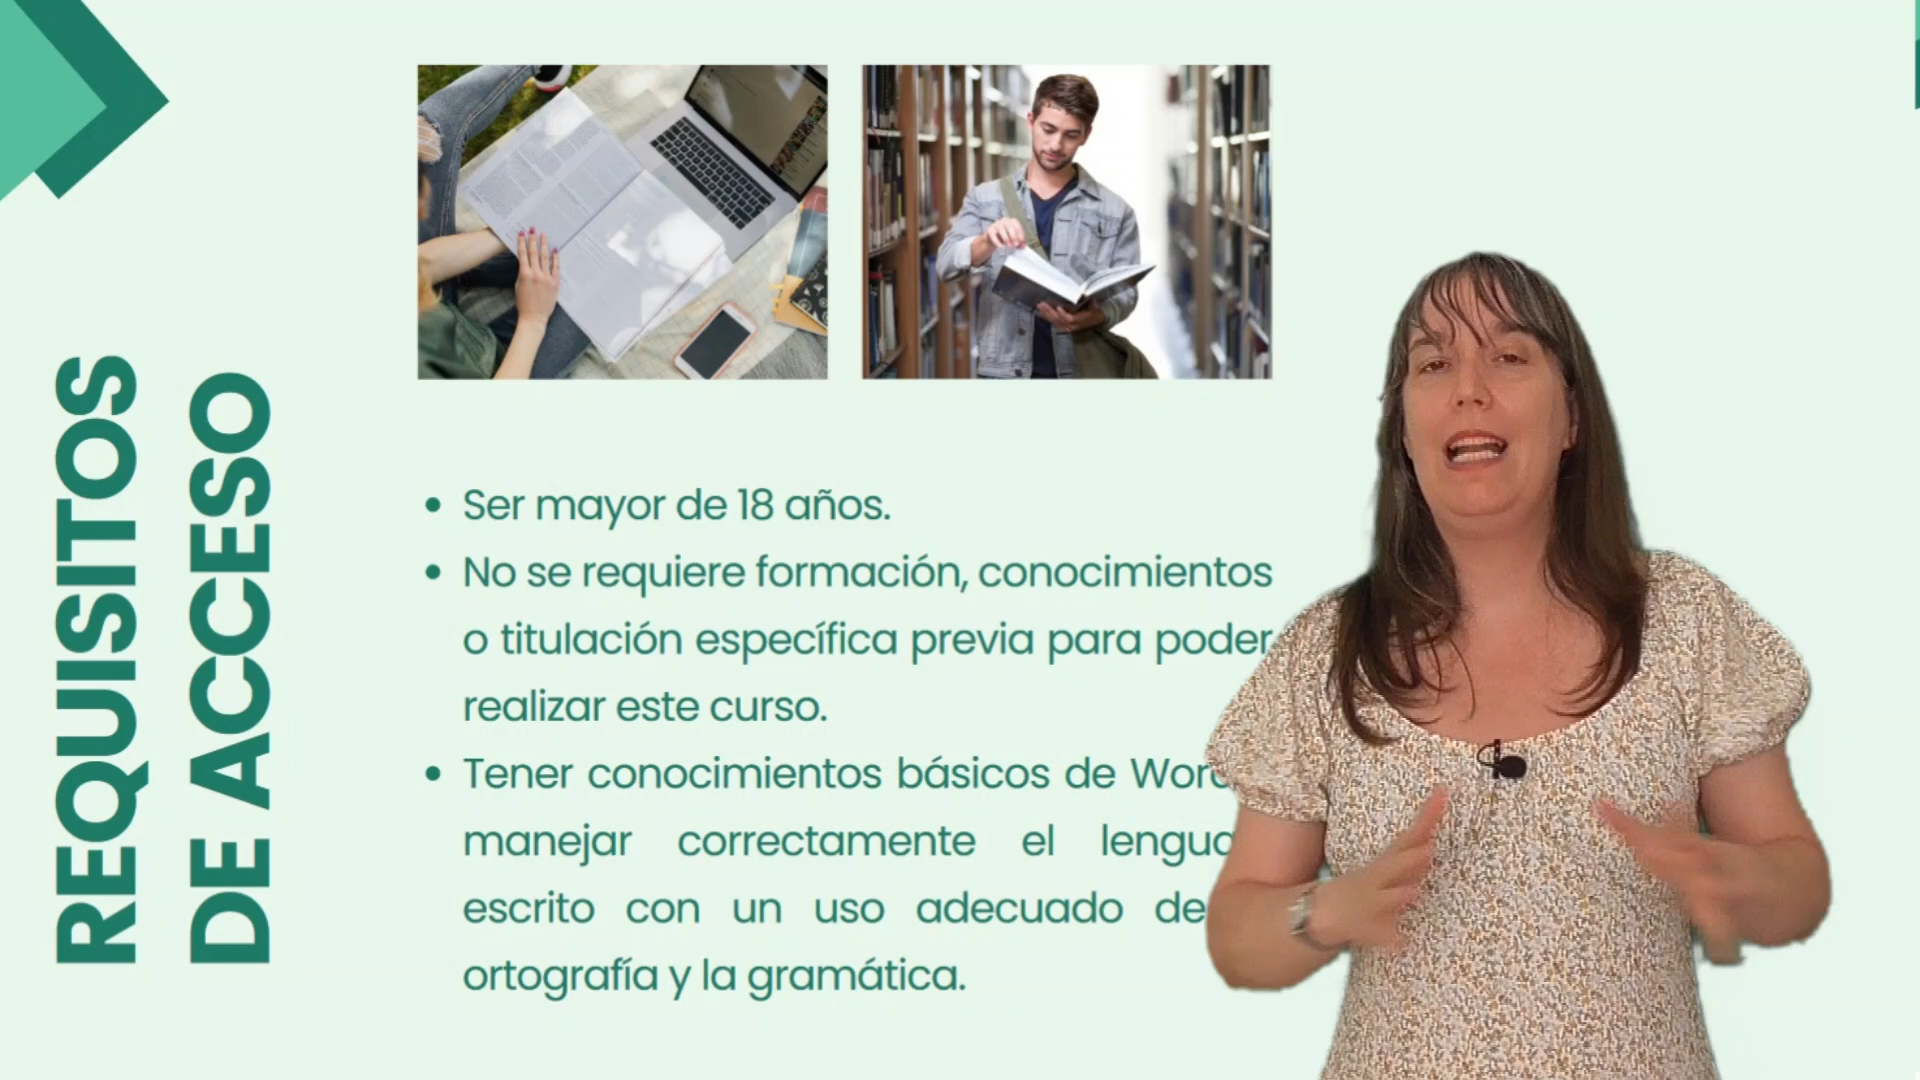 REQUISITOS
DE ACCESO
• Ser mayor de 18 años.
• No se requiere formación, conocimientos
o titulación específica previa para poder
realizar este curso.
• Tener conocimientos básicos de
manejar correctamente el
escrito con un uso adecuado
ortografía y la gramática.